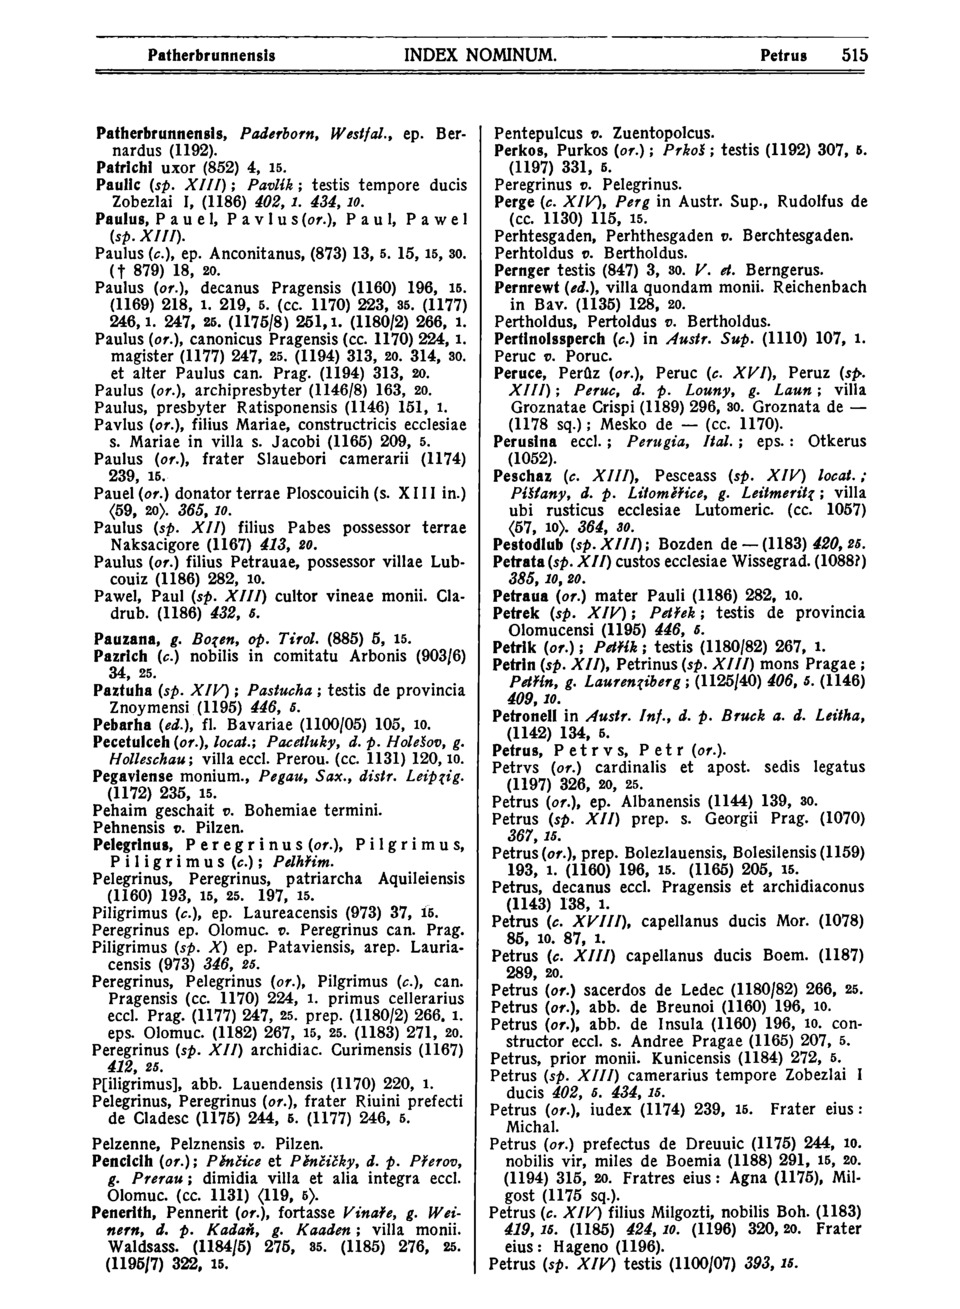 Patherbrunnensis INDEX NOMINUM. Petrus 515
Patherbrunnensis, Paderborn, Westfal., ep. Ber-
nardus (1192).
Patrichi uxor (852) 4, 15.
Paulic (sp. XIII); Pavlík; testis tempore ducis
Zobezlai I, (1186) 402, 1. 434, 10.
Paulus, Pauel, Pavlus (or.), Paul, Pawel
(sp. XIII).
Paulus (c.), ep. Anconitanus, (873) 13, 5. 15, 15, 30.
(† 879) 18, 20.
Paulus (or.), decanus Pragensis (1160) 196, 15.
(1169) 218, 1. 219, 5. (cc. 1170) 223, 35. (1177)
246, 1. 247, 25. (1175/8) 251, 1. (1180/2) 266, 1.
Paulus (or.), canonicus Pragensis (cc. 1170) 224, 1.
magister (1177) 247, 25. (1194) 313, 20. 314, 30.
et alter Paulus can. Prag. (1194) 313, 20.
Paulus (or.), archipresbyter (1146/8) 163, 20.
Paulus, presbyter Ratisponensis (1146) 151, 1.
Pavlus (or.), filius Mariae, constructricis ecclesiae
s. Mariae in villa s. Jacobi (1165) 209, 5.
Paulus (or.), frater Slauebori camerarii (1174)
239, 15.
Pauel (or.) donator terrae Ploscouicih (s. XIII in.)
⟨59, 20⟩. 365, 10.
Paulus (sp. XII) filius Pabes possessor terrae
Naksacigore (1167) 413, 20.
Paulus (or.) filius Petrauae, possessor villae Lub-
couiz (1186) 282, 10.
Pawel, Paul (sp. XIII) cultor vineae monii. Cla-
drub. (1186) 432, 5.
Pauzana, g. Bozen, op. Tirol. (885) 5, 15.
Pazrich (c.) nobilis in comitatu Arbonis (903/6)
34, 25.
Paztuha (sp. XIV); Pastucha; testis de provincia
Znoymensi (1195) 446, 5.
Pebarha (ed.), fl. Bavariae (1100/05) 105, 10.
Pecetulceh (or.), locat.; Pacetluky, d. p. Holešov, g.
Holleschau; villa eccl. Prerou. (cc. 1131) 120, 10.
Pegaviense monium., Pegau, Sax., distr. Leipzig.
(1172) 235, 15.
Pehaim geschait v. Bohemiae termini.
Pehnensis v. Pilzen.
Pelegrinus, Peregrinus (or.), Pilgrimus,
Piligrimus (c.); Pelhřim.
Pelegrinus, Peregrinus, patriarcha Aquileiensis
(1160) 193, 15, 25. 197, 15.
Piligrimus (c.), ep. Laureacensis (973) 37, 15.
Peregrinus ep. Olomuc. v. Peregrinus can. Prag.
Piligrimus (sp. X) ep. Pataviensis, arep. Lauria-
censis (973) 346, 25.
Peregrinus, Pelegrinus (or.), Pilgrimus (c.), can.
Pragensis (cc. 1170) 224, 1. primus cellerarius
eccl. Prag. (1177) 247, 25. prep. (1180/2) 266, 1.
eps. Olomuc. (1182) 267, 15, 25. (1183) 271, 20.
Peregrinus (sp. XII) archidiac. Curimensis (1167)
412, 25.
P[iligrimus], abb. Lauendensis (1170) 220, 1.
Pelegrinus, Peregrinus (or.), frater Riuini prefecti
de Cladesc (1175) 244, 5. (1177) 246, 5.
Pelzenne, Pelznensis v. Pilzen.
Pencicih (or.); Pěnčice et Pěnčičky, d. p. Přerov,
g. Prerau; dimidia villa et alia integra eccl.
Olomuc. (cc. 1131) ⟨119, 5⟩.
Penerith, Pennerit (or.), fortasse Vinaře, g. Wei-
nern, d. p. Kadaň, g. Kaaden; villa monii.
Waldsass. (1184/5) 275, 35. (1185) 276, 25.
(1195/7) 322, 15.
Pentepulcus v. Zuentopolcus.
Perkos, Purkos (or.); Prkoš; testis (1192) 307, 5.
(1197) 331, 5.
Peregrinus v. Pelegrinus.
Perge (c. XIV), Perg in Austr. Sup., Rudolfus de
(cc. 1130) 115, 15.
Perhtesgaden, Perhthesgaden v. Berchtesgaden.
Perhtoldus v. Bertholdus.
Pernger testis (847) 3, 30. V. et. Berngerus.
Pernrewt (ed.), villa quondam monii. Reichenbach
in Bav. (1135) 128, 20.
Pertholdus, Pertoldus v. Bertholdus.
Pertinolssperch (c.) in Austr. Sup. (1110) 107, 1.
Peruc v. Poruc.
Peruce, Perůz (or.), Peruc (c. XVI), Peruz (sp.
XIII); Peruc, d. p. Louny, g. Laun; villa
Groznatae Crispi (1189) 296, 30. Groznata de —
(1178 sq.); Mesko de — (cc. 1170).
Perusina eccl.; Perugia, Ital.; eps.: Otkerus
(1052).
Peschaz (c. XIII), Pesceass (sp. XIV) locat.;
Píšťany, d. p. Litoměřice, g. Leitmeritz; villa
ubi rusticus ecclesiae Lutomeric. (cc. 1057)
⟨57, 10⟩. 364, 30.
Pestodlub (sp. XIII); Bozden de — (1183) 420, 25.
Petrata (sp. XII) custos ecclesiae Wissegrad. (1088?)
385, 10, 20.
Petraua (or.) mater Pauli (1186) 282, 10.
Petrek (sp. XIV); Petřek; testis de provincia
Olomucensi (1195) 446, 5.
Petrik (or.); Petřík; testis (1180/82) 267, 1.
Petrin (sp. XII), Petrinus (sp. XIII) mons Pragae;
Petřín, g. Laurenziberg; (1125/40) 406, 5. (1146)
409, 10.
Petronell in Austr. Inf., d. p. Bruck a. d. Leitha,
(1142) 134, 5.
Petrus, Petrvs, Petr (or.).
Petrvs (or.) cardinalis et apost. sedis legatus
(1197) 326, 20, 25.
Petrus (or.), ep. Albanensis (1144) 139, 30.
Petrus (sp. XII) prep. s. Georgii Prag. (1070)
367, 15.
Petrus (or.), prep. Bolezlauensis, Bolesilensis (1159)
193, 1. (1160) 196, 15. (1165) 205, 15.
Petrus, decanus eccl. Pragensis et archidiaconus
(1143) 138, 1.
Petrus (c. XVIII), capellanus ducis Mor. (1078)
85, 10. 87, 1.
Petrus (c. XIII) capellanus ducis Boem. (1187)
289, 20.
Petrus (or.) sacerdos de Ledec (1180/82) 266, 25.
Petrus (or.), abb. de Breunoi (1160) 196, 10.
Petrus (or.), abb. de Insula (1160) 196, 10. con-
structor eccl. s. Andree Pragae (1165) 207, 5.
Petrus, prior monii. Kunicensis (1184) 272, 5.
Petrus (sp. XIII) camerarius tempore Zobezlai I
ducis 402, 5. 434, 15.
Petrus (or.), iudex (1174) 239, 15. Frater eius:
Michal.
Petrus (or.) prefectus de Dreuuic (1175) 244, 10.
nobilis vir, miles de Boemia (1188) 291, 15, 20.
(1194) 315, 20. Fratres eius: Agna (1175), Mil-
gost (1175 sq.).
Petrus (c. XIV) filius Milgozti, nobilis Boh. (1183)
419, 15. (1185) 424, 10. (1196) 320, 20. Frater
eius: Hageno (1196).
Petrus (sp. XIV) testis (1100/07) 393, 15.